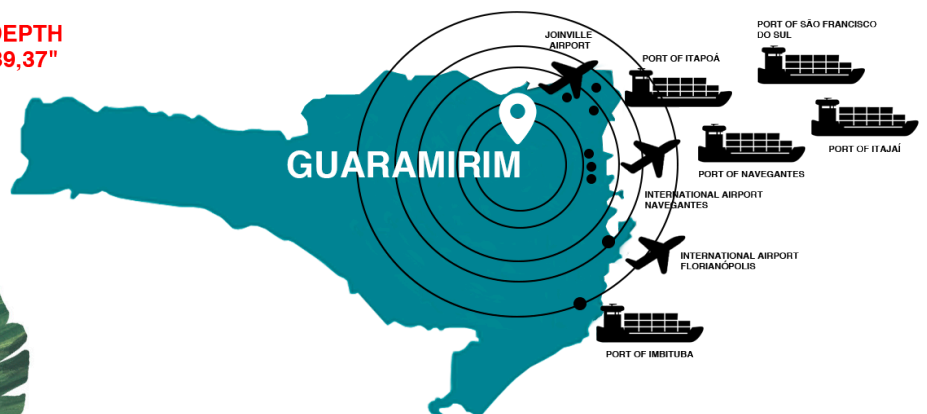 DEPTH
39,37"
JOINVILLE
AIRPORT
PORT OF SÃO FRANCISCO
DO SUL
PORT OF ITAPOÁ
PORT OF ITAJAÍ
GUARAMIRIM
PORT OF NAVEGANTES
INTERNATIONAL AIRPORT
NAVEGANTES
INTERNATIONAL AIRPORT
FLORIANÓPOLIS
PORT OF IMBITUBA